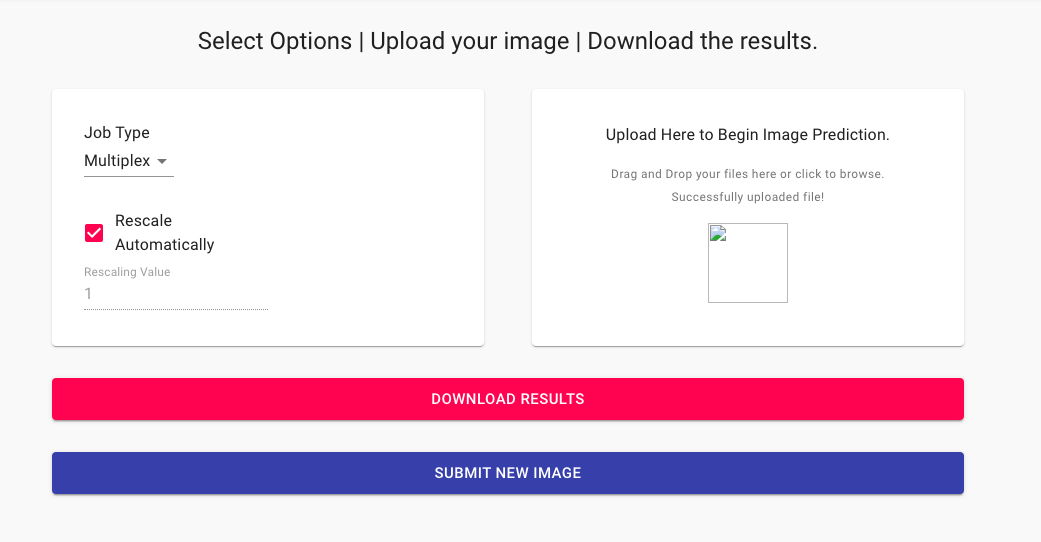 Select Options | Upload your image | Download the results.
Job Type
Multiplex
Rescale
Automatically
Rescaling Value
1
Upload Here to Begin Image Prediction.
Drag and Drop your files here or click to browse.
Successfully uploaded file!
DOWNLOAD RESULTS
SUBMIT NEW IMAGE